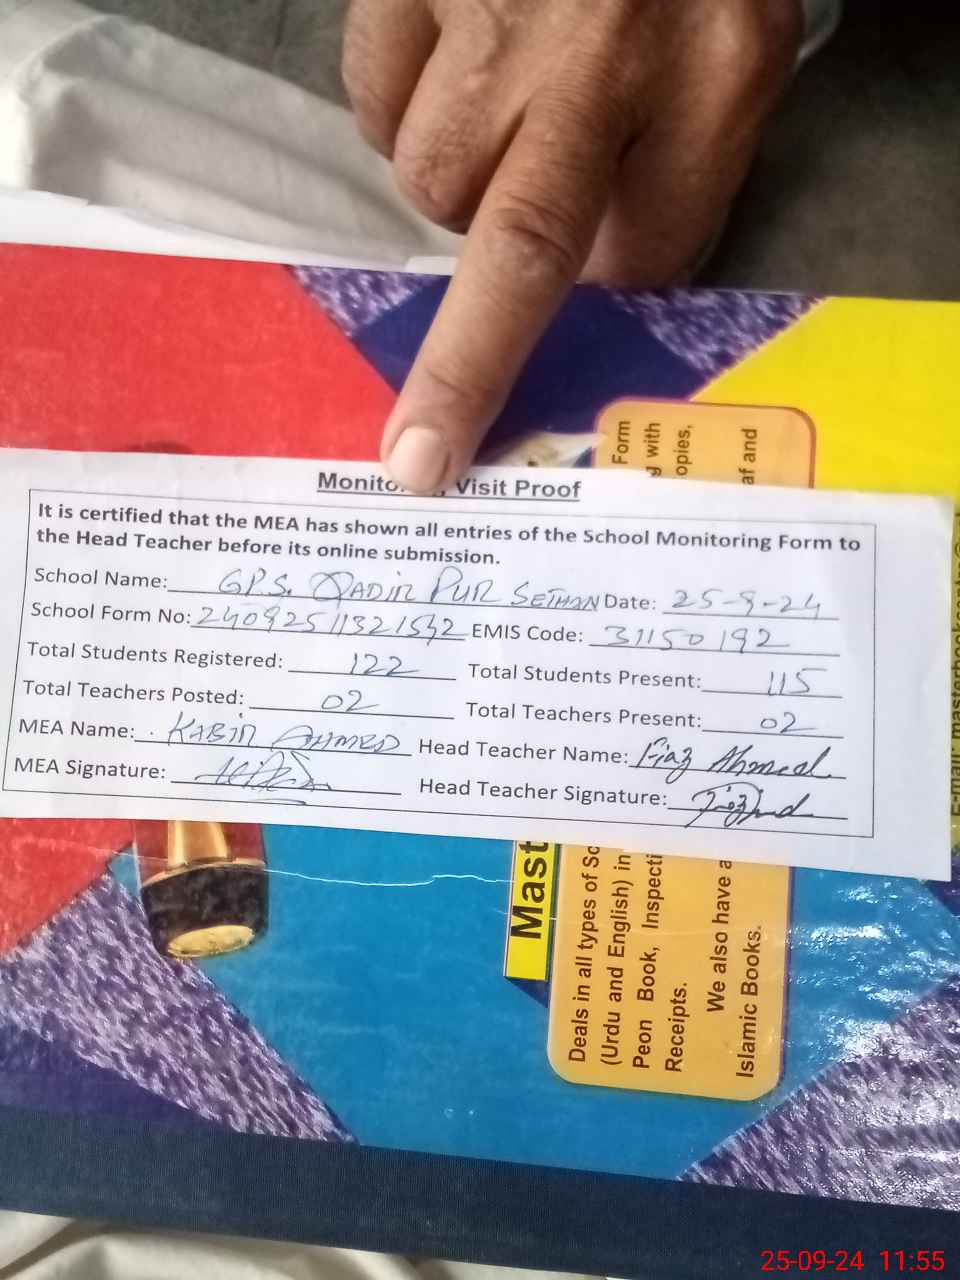 Monitoring Visit Proof
It is certified that the MEA has shown all entries of the School Monitoring Form to
the Head Teacher before its online submission.
School Name: G.P.S. QADIR PUR SETHAN Date: 25-9-24
School Form No: 24092511321542 EMIS Code: 31150192
Total Students Registered: 122 Total Students Present: 115
Total Teachers Posted: 02 Total Teachers Present: 02
MEA Name: KABIR AHMED Head Teacher Name: Fiaz Ahmed
MEA Signature: Head Teacher Signature:
Form
with
opies,
af and
Mast
Deals in all types of Sc
(Urdu and English) in
Peon Book, Inspecti
Receipts.
We also have a
Islamic Books.
25-09-24 11:55